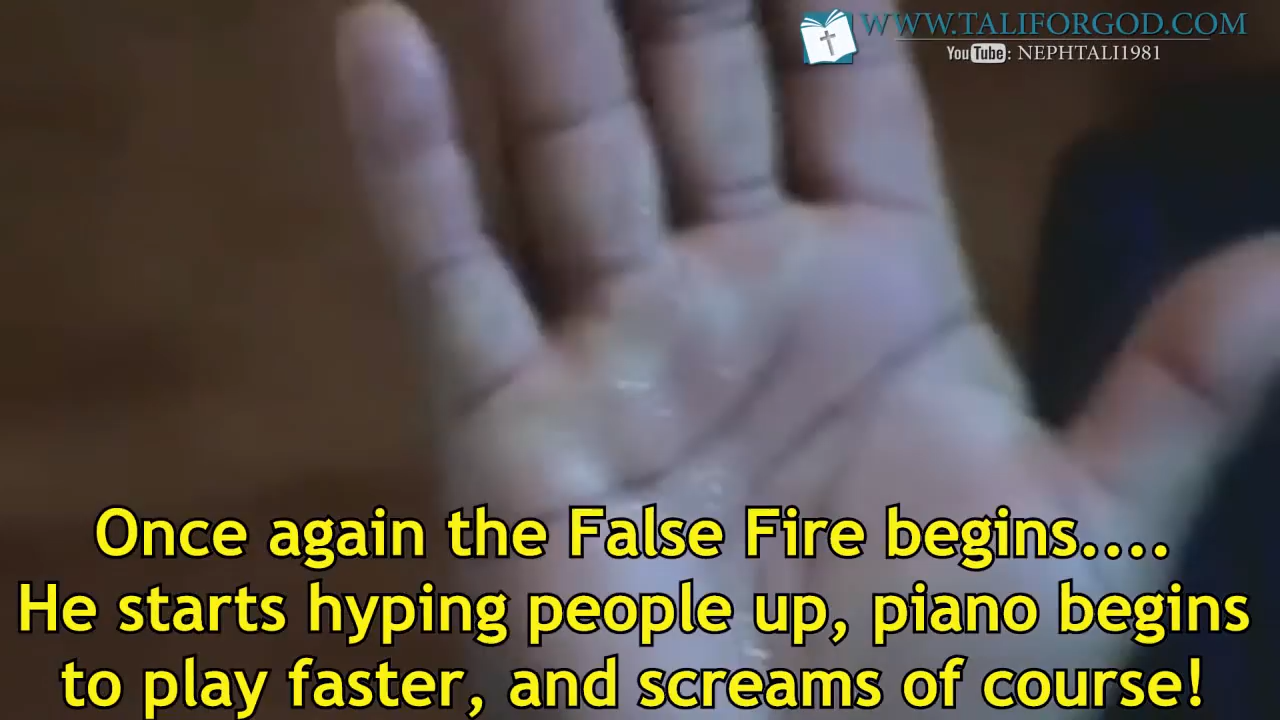 WWW.TALIFORGOD.COM
YouTube: NEPHTALI1981
Once again the False Fire begins....
He starts hyping people up, piano begins
to play faster, and screams of course!